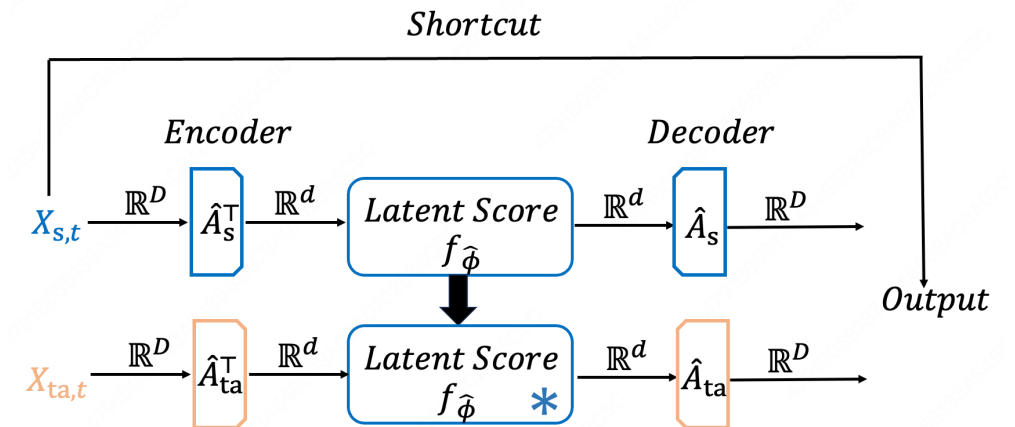 Shortcut
Encoder
Decoder
X_{s,t} ℝ^D Â_s^⊤ ℝ^d Latent Score f_{\hat{ϕ}} ℝ^d Â_s ℝ^D
Output
X_{ta,t} ℝ^D Â_{ta}^⊤ ℝ^d Latent Score f_{\hat{ϕ}} * ℝ^d Â_{ta} ℝ^D